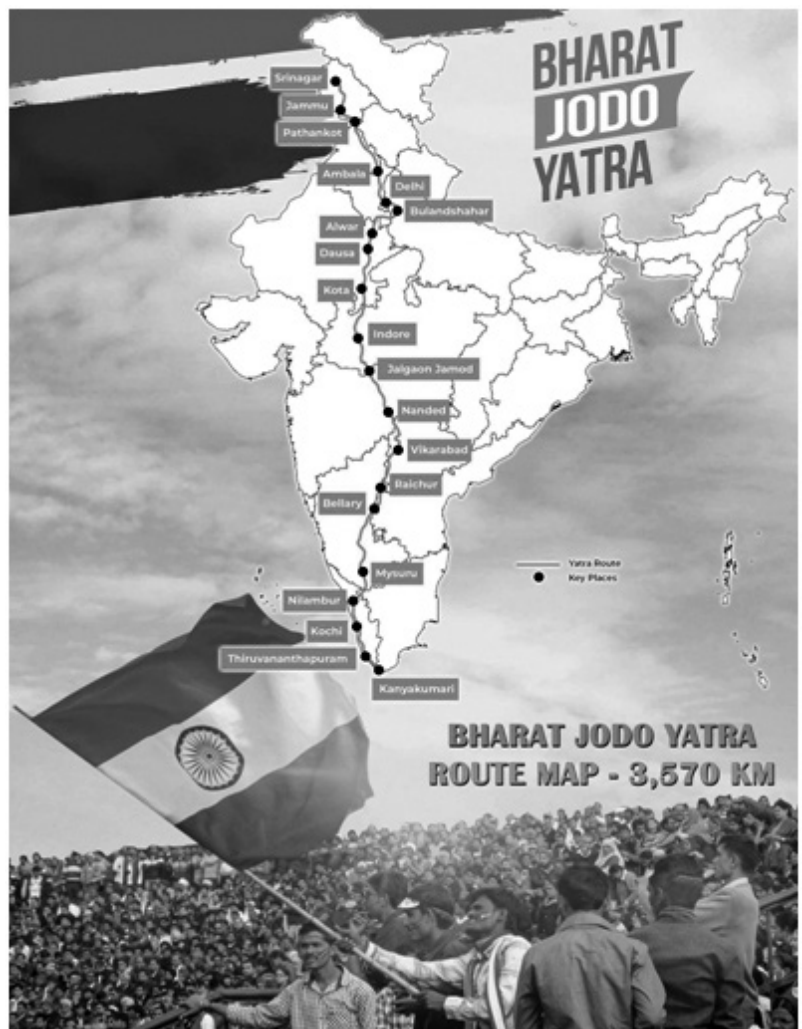 BHARAT
JODO
YATRA
Srinagar
Jammu
Pathankot
Ambala
Delhi
Bulandshahar
Alwar
Dausa
Kota
Indore
Jalgaon Jamod
Nanded
Vikarabad
Raichur
Bellary
Yatra Route
Key Places
Mysuru
Nilambur
Kochi
Thiruvananthapuram
Kanyakumari
BHARAT JODO YATRA
ROUTE MAP - 3,570 KM